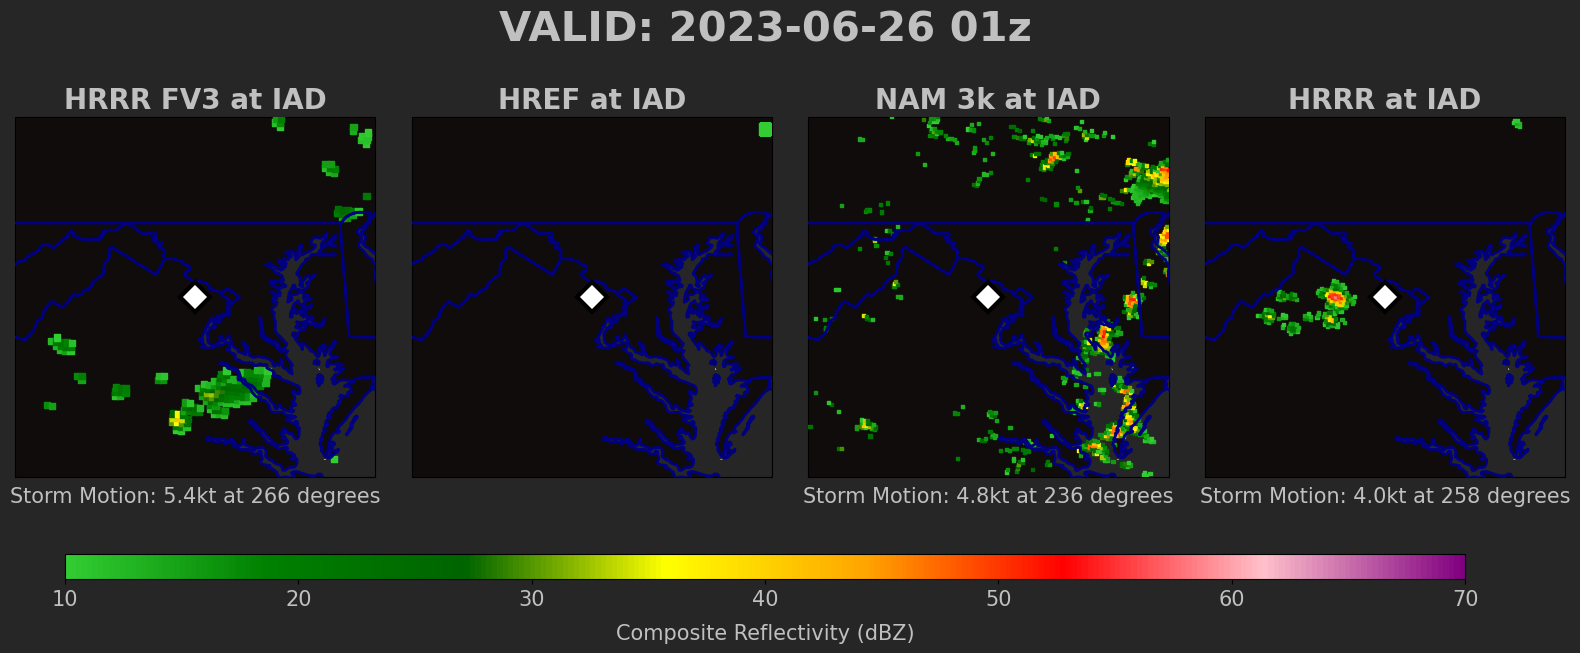 VALID: 2023-06-26 01z
HRRR FV3 at IAD
HREF at IAD
NAM 3k at IAD
HRRR at IAD
Storm Motion: 5.4kt at 266 degrees
Storm Motion: 4.8kt at 236 degrees
Storm Motion: 4.0kt at 258 degrees
10 20 30 40 50 60 70
Composite Reflectivity (dBZ)